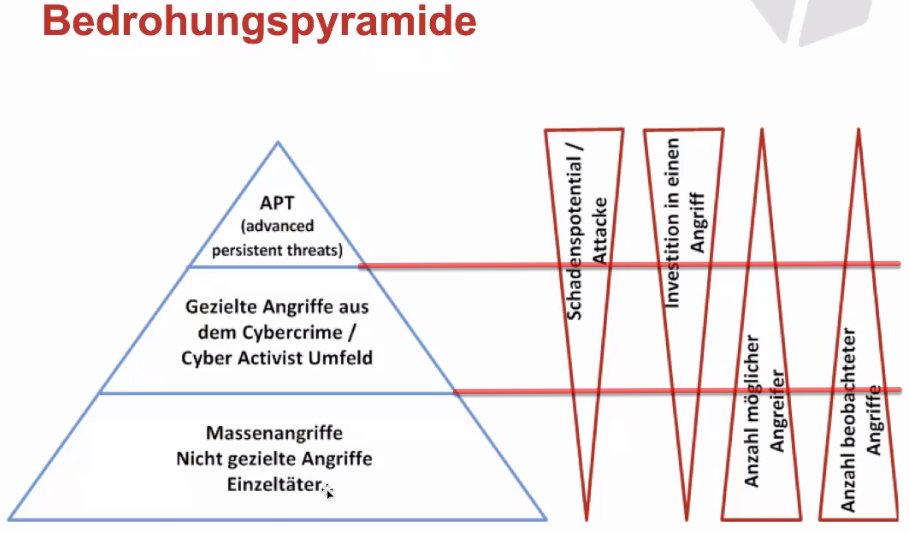 Bedrohungspyramide
APT
(advanced
persistent threats)
Gezielte Angriffe aus
dem Cybercrime /
Cyber Activist Umfeld
Massenangriffe
Nicht gezielte Angriffe
Einzeltäter
Schadenspotential /
Attacke
Investition in einen
Angriff
Anzahl möglicher
Angreifer
Anzahl beobachteter
Angriffe